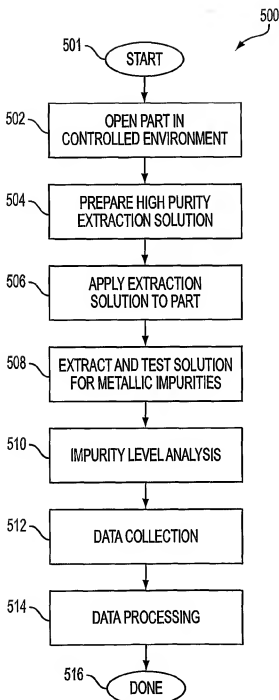 500
501
START
502
OPEN PART IN
CONTROLLED ENVIRONMENT
504
PREPARE HIGH PURITY
EXTRACTION SOLUTION
506
APPLY EXTRACTION
SOLUTION TO PART
508
EXTRACT AND TEST SOLUTION
FOR METALLIC IMPURITIES
510
IMPURITY LEVEL ANALYSIS
512
DATA COLLECTION
514
DATA PROCESSING
516
DONE